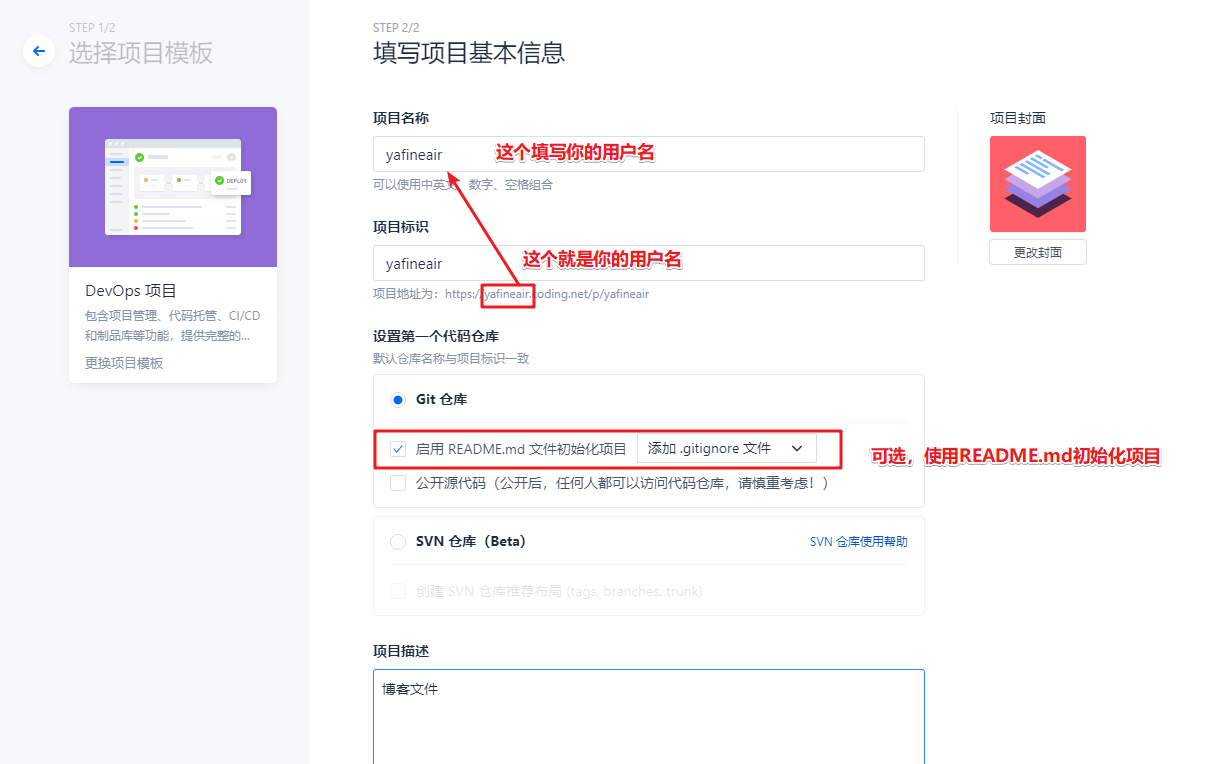 STEP 1/2
选择项目模板
DEPLOY
DevOps 项目
包含项目管理、代码托管、CI/CD
和制品库等功能，提供完整的...
更换项目模板
STEP 2/2
填写项目基本信息
项目名称
yafineair
这个填写你的用户名
可以使用中英文、数字、空格组合
项目标识
yafineair
这个就是你的用户名
项目地址为：https://yafineair.coding.net/p/yafineair
设置第一个代码仓库
默认仓库名称与项目标识一致
Git 仓库
启用 README.md 文件初始化项目
添加 .gitignore 文件
可选，使用README.md初始化项目
公开源代码（公开后，任何人都可以访问代码仓库，请慎重考虑！）
SVN 仓库（Beta）
SVN 仓库使用帮助
创建 SVN 仓库推荐布局 (tags, branches, trunk)
项目描述
博客文件
项目封面
更改封面